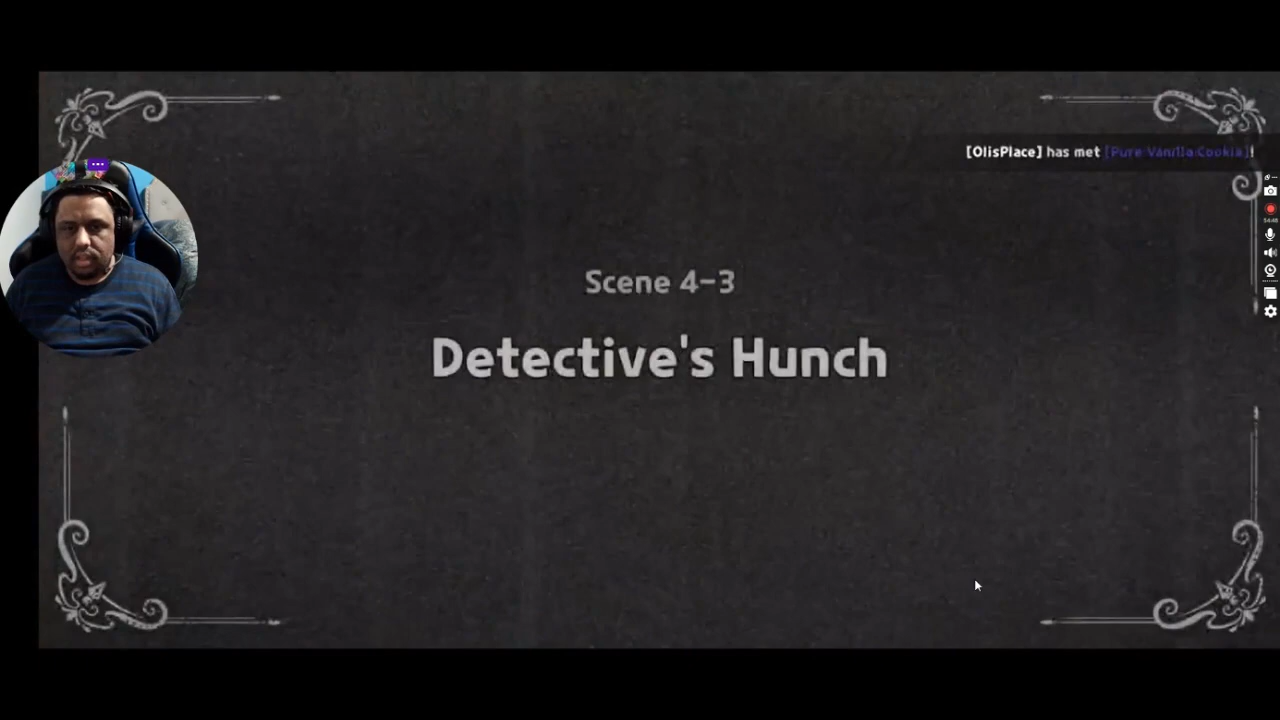 [OlisPlace] has met [Pure Vanilla Cookie]!
Scene 4-3
Detective's Hunch